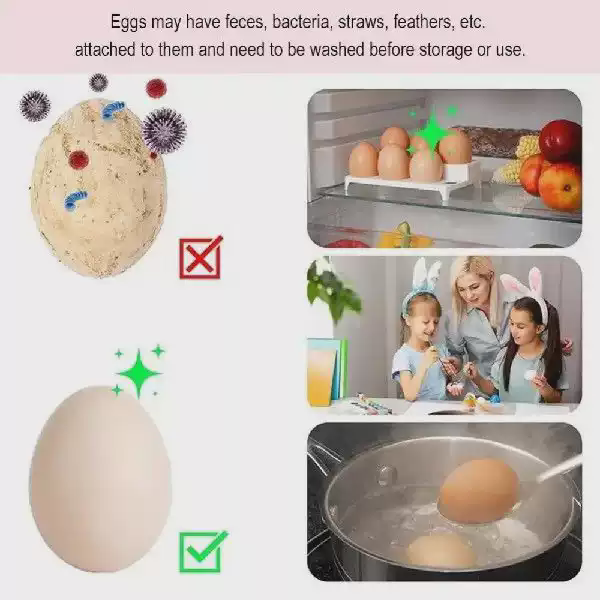 Eggs may have feces, bacteria, straws, feathers, etc.
attached to them and need to be washed before storage or use.